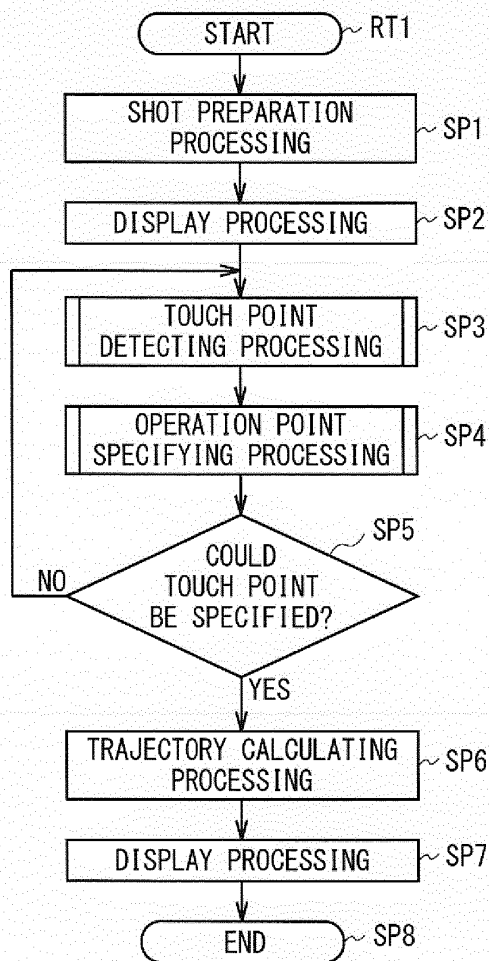 START
RT1
SHOT PREPARATION
PROCESSING
SP1
DISPLAY PROCESSING
SP2
TOUCH POINT
DETECTING PROCESSING
SP3
OPERATION POINT
SPECIFYING PROCESSING
SP4
SP5
COULD
TOUCH POINT
BE SPECIFIED?
NO
YES
TRAJECTORY CALCULATING
PROCESSING
SP6
DISPLAY PROCESSING
SP7
END
SP8